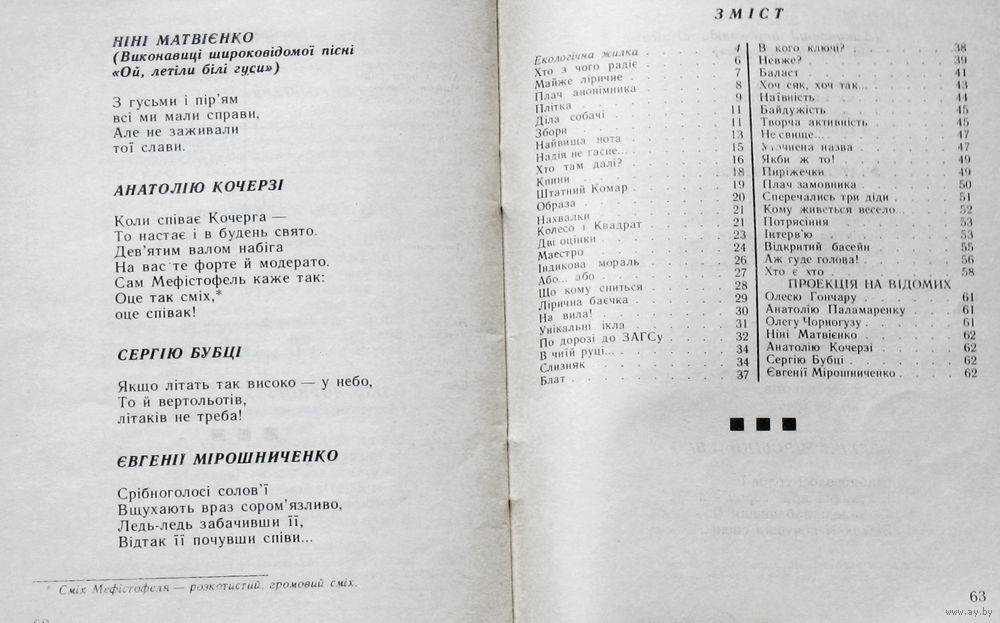 НІНІ МАТВІЄНКО
(Виконавиці широковідомої пісні
«Ой, летіли білі гуси»)
З гусьми і пір'ям
всі ми мали справи,
Але не заживали
тої слави.
АНАТОЛІЮ КОЧЕРЗІ
Коли співає Кочерга —
То настає і в будень свято.
Дев'ятим валом набіга
На вас те форте й модерато.
Сам Мефістофель каже так:
Оце так сміх,*
оце співак!
СЕРГІЮ БУБЦІ
Якщо літать так високо — у небо,
То й вертольотів,
літаків не треба!
ЄВГЕНІЇ МІРОШНИЧЕНКО
Срібноголосі солов'ї
Вщухають враз сором'язливо,
Ледь-ледь забачивши її,
Відтак її почувши співи...
* Сміх Мефістофеля — розкотистий, громовий сміх.
ЗМІСТ
Екологічна жилка 4
Хто з чого радіє 6
Майже ліричне 7
Плач анонімника 8
Плітка 9
Діла собачі 11
Збори 11
Найвища нота 13
Надія не гасне... 15
Хто там далі? 16
Кпини 18
Штатний Комар 19
Образа 20
Нахвалки 21
Колесо і Квадрат 21
Дві оцінки 23
Маестро 24
Індикова мораль 26
Або... або 27
Що кому сниться 28
Лірична баєчка 29
На вила! 30
Унікальні ікла 31
По дорозі до ЗАГСу 32
В чиїй руці... 34
Слизняк 34
Блат 37
В кого ключі? 38
Невже? 39
Баласт 41
Хоч сяк, хоч так... 43
Наївність 44
Байдужість 45
Творча активність 45
Не свище... 47
Уточнена назва 47
Якби ж то! 49
Пиріжечки 49
Плач замовника 50
Сперечались три діди 51
Кому живеться весело 52
Потрясіння 53
Інтерв'ю 53
Відкритий басейн 55
Аж гуде голова! 56
Хто є хто 58
ПРОЕКЦІЯ НА ВІДОМИХ
Олесю Гончару 61
Анатолію Паламаренку 61
Олегу Чорногузу 61
Ніні Матвієнко 62
Анатолію Кочерзі 62
Сергію Бубці 62
Євгенії Мірошниченко 62
63
www.ay.by